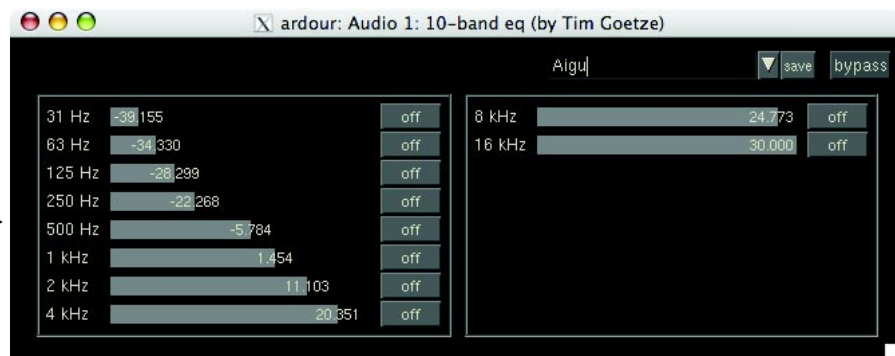 X ardour: Audio 1: 10-band eq (by Tim Goetze)
Aigu save bypass
31 Hz -39.155 off
63 Hz -34.330 off
125 Hz -28.299 off
250 Hz -22.268 off
500 Hz -5.784 off
1 kHz 1.454 off
2 kHz 11.103 off
4 kHz 20.351 off
8 kHz 24.773 off
16 kHz 30.000 off